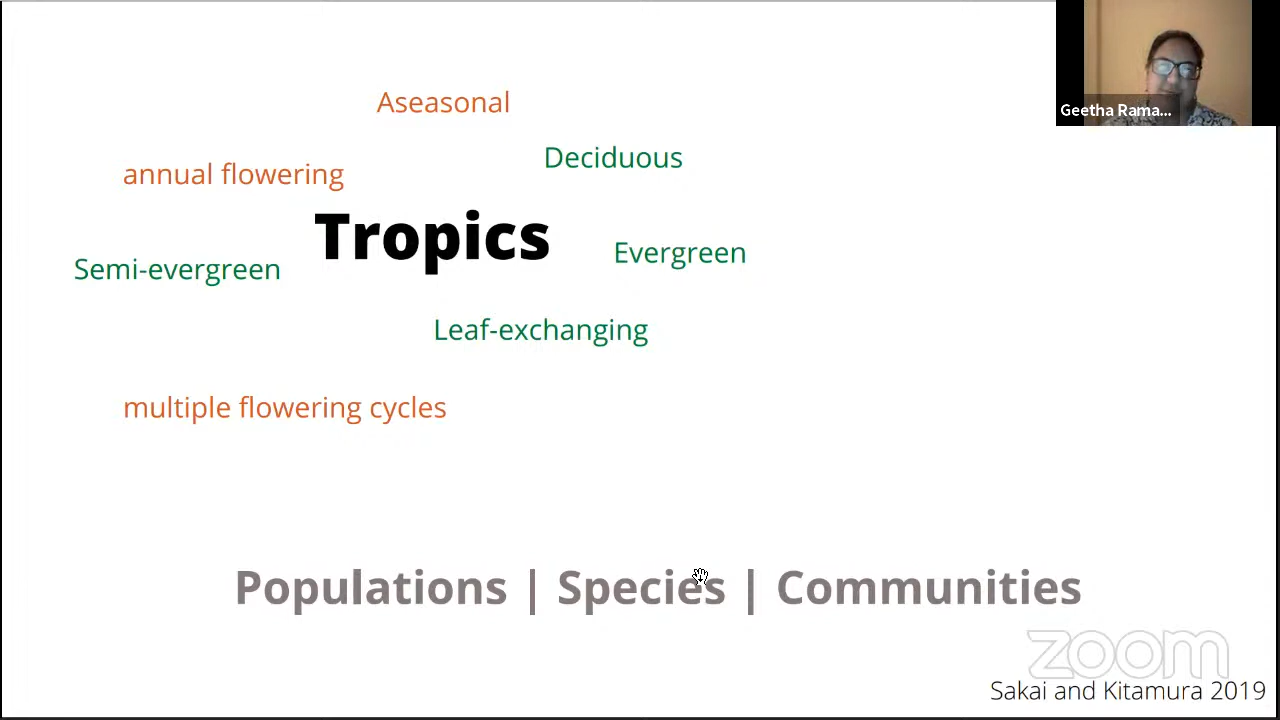 Geetha Rama...
Aseasonal
Deciduous
annual flowering
Tropics
Evergreen
Semi-evergreen
Leaf-exchanging
multiple flowering cycles
Populations | Species | Communities
zoom
Sakai and Kitamura 2019